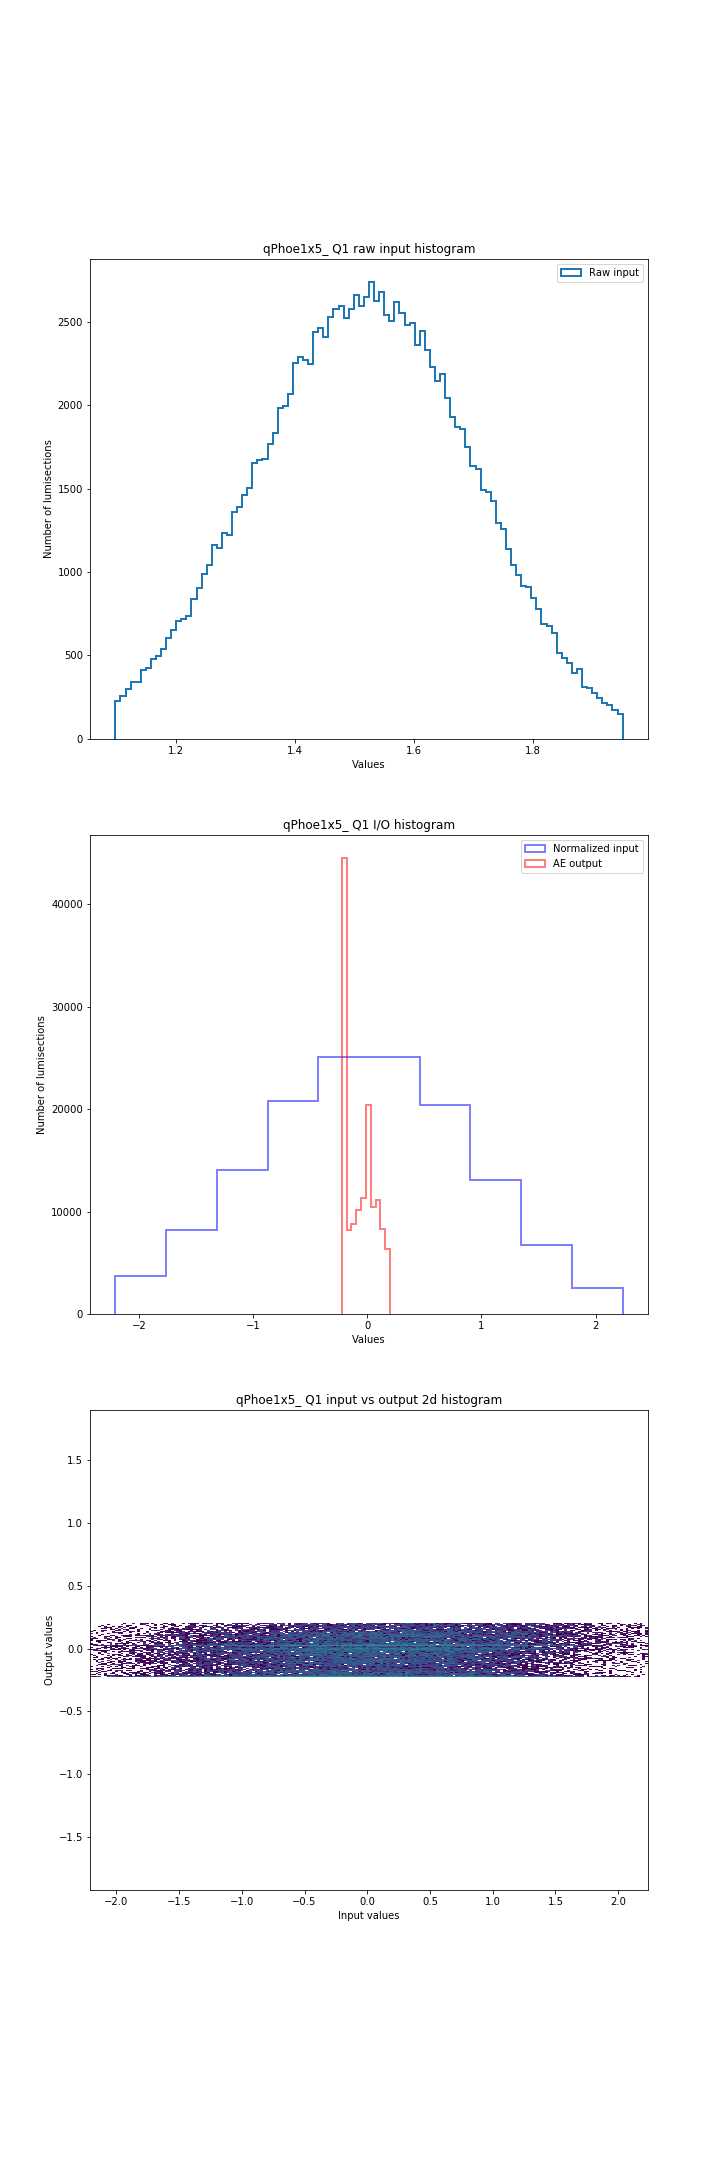 qPhoe1x5_ Q1 raw input histogram
Raw input
Number of lumisections
2500
2000
1500
1000
500
0
1.2 1.4 1.6 1.8
Values
qPhoe1x5_ Q1 I/O histogram
Normalized input
AE output
Number of lumisections
40000
30000
20000
10000
0
−2 −1 0 1 2
Values
qPhoe1x5_ Q1 input vs output 2d histogram
Output values
1.5
1.0
0.5
0.0
−0.5
−1.0
−1.5
−2.0 −1.5 −1.0 −0.5 0.0 0.5 1.0 1.5 2.0
Input values